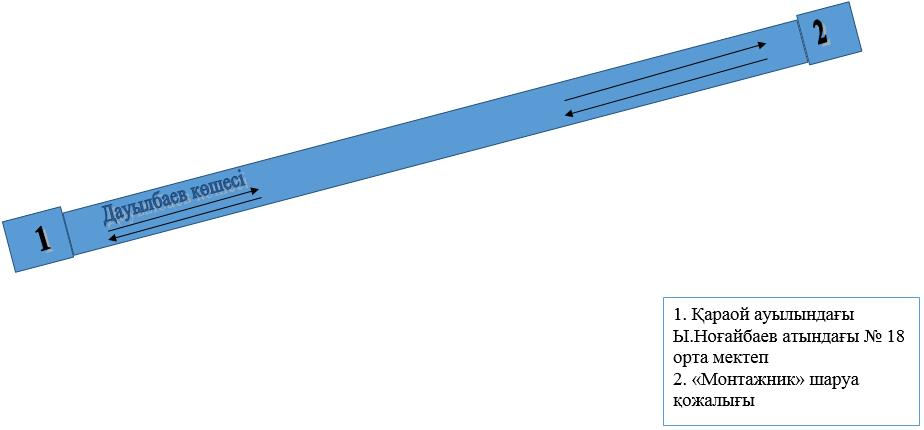 2
Дауылбаев көшесі
1
1. Қараой ауылындағы
Ы.Ноғайбаев атындағы № 18
орта мектеп
2. «Монтажник» шаруа
қожалығы